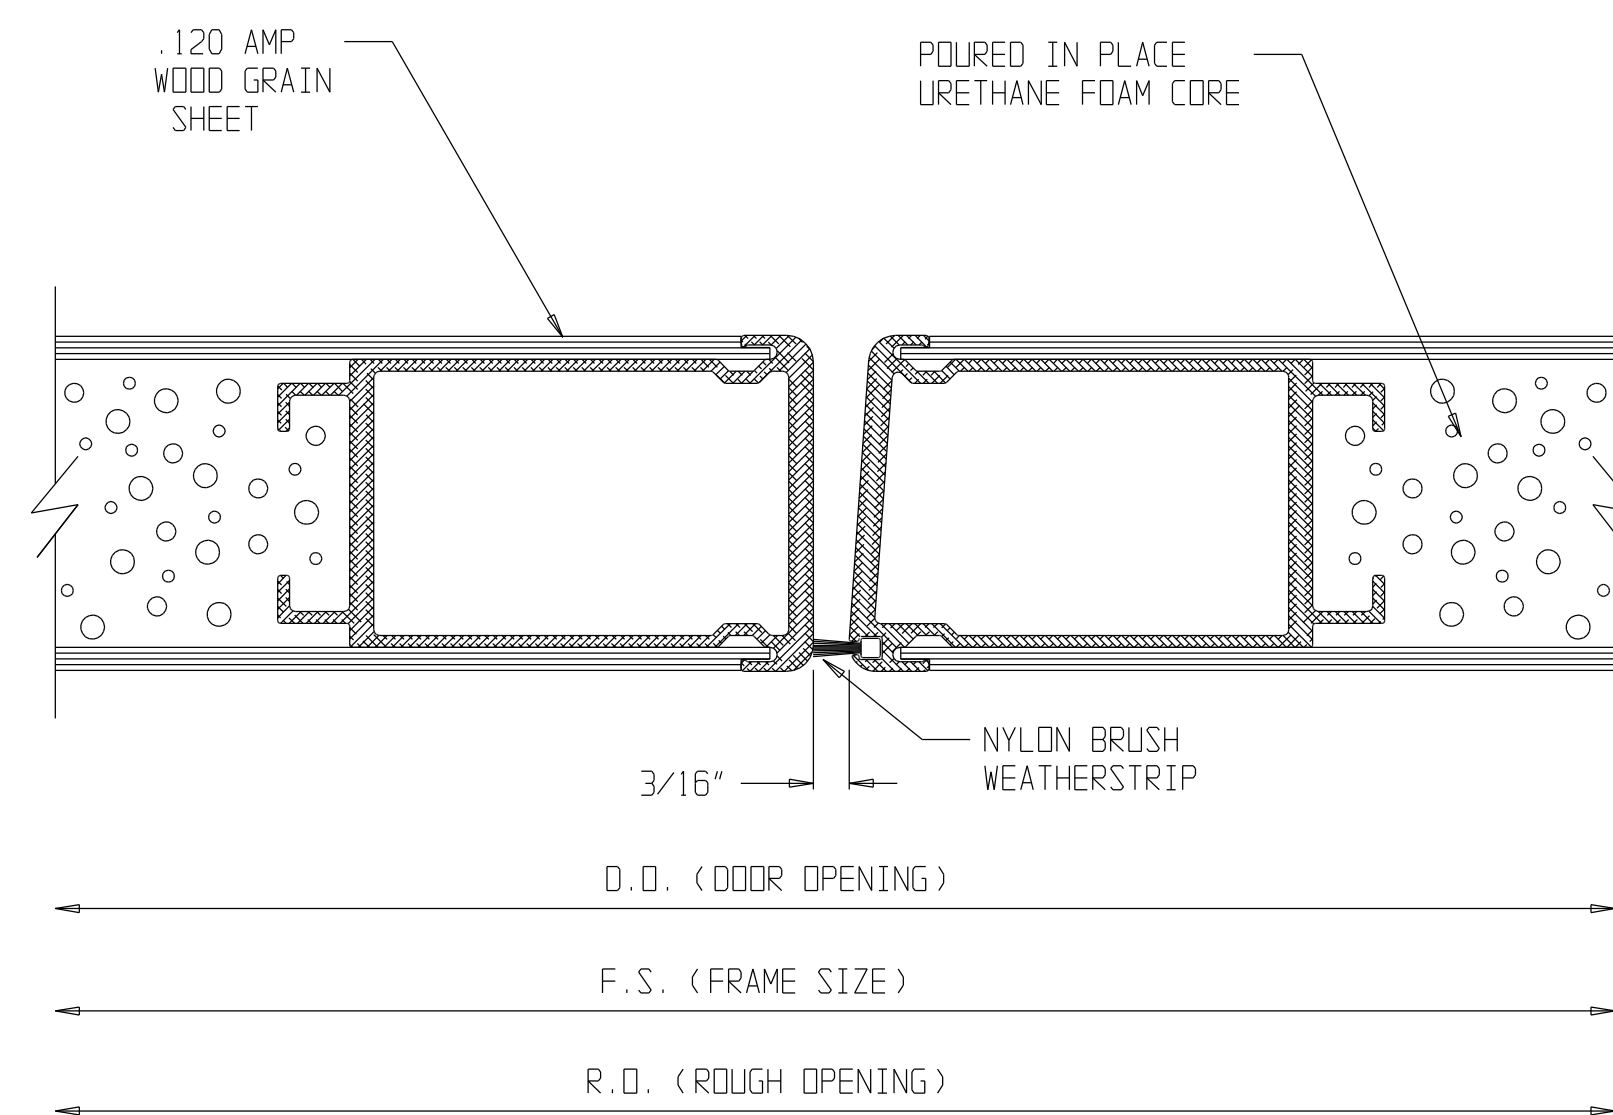 .120 AMP
WOOD GRAIN
SHEET
POURED IN PLACE
URETHANE FOAM CORE
NYLON BRUSH
WEATHERSTRIP
3/16"
D.O. (DOOR OPENING)
F.S. (FRAME SIZE)
R.O. (ROUGH OPENING)